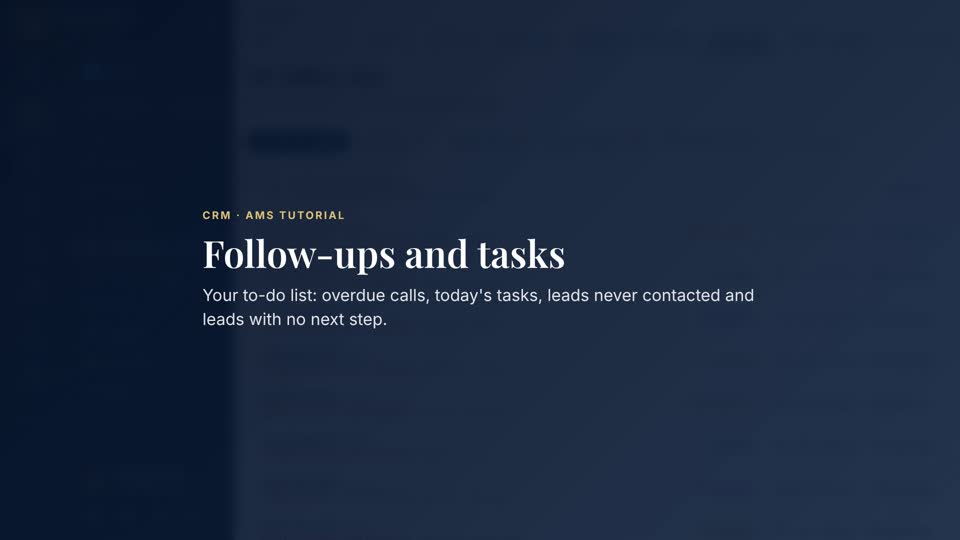 CRM · AMS TUTORIAL
Follow-ups and tasks
Your to-do list: overdue calls, today's tasks, leads never contacted and
leads with no next step.